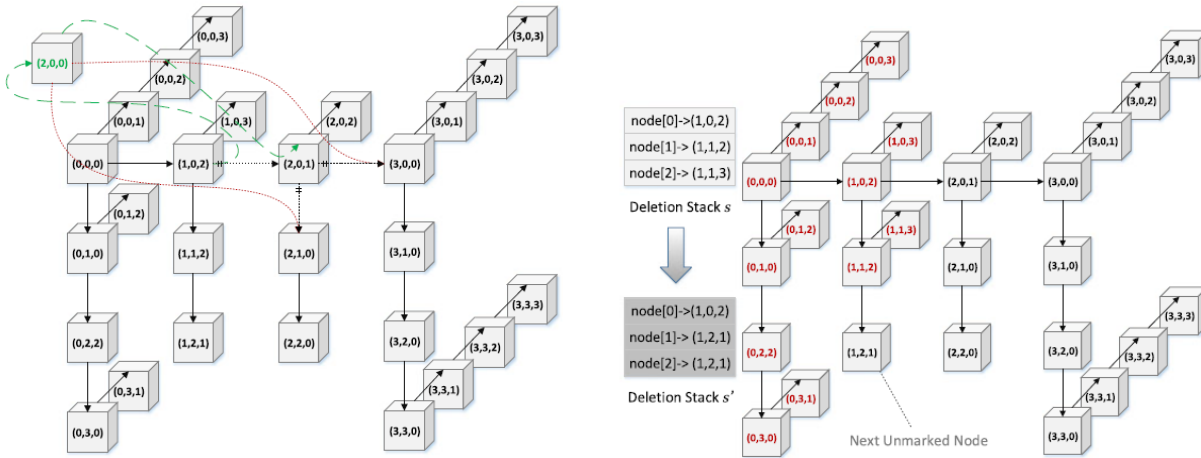 (0,0,3)
(2,0,0)
(0,0,2)
(0,0,1) (1,0,3) (2,0,2)
(0,0,0) (1,0,2) (2,0,1) (3,0,0)
(3,0,3)
(3,0,2)
(3,0,1)
(0,1,2)
(0,1,0) (1,1,2) (2,1,0) (3,1,0)
(0,2,2) (1,2,1) (2,2,0) (3,2,0)
(3,3,3)
(3,3,2)
(3,3,1)
(0,3,1)
(0,3,0) (3,3,0)
node[0]->(1,0,2)
node[1]-> (1,1,2)
node[2]-> (1,1,3)
Deletion Stack s
node[0]->(1,0,2)
node[1]-> (1,2,1)
node[2]-> (1,2,1)
Deletion Stack s'
(0,0,3)
(0,0,2)
(0,0,1) (1,0,3) (2,0,2)
(0,0,0) (1,0,2) (2,0,1) (3,0,0)
(3,0,3)
(3,0,2)
(3,0,1)
(0,1,2) (1,1,3)
(0,1,0) (1,1,2) (2,1,0) (3,1,0)
(0,2,2) (1,2,1) (2,2,0) (3,2,0)
(3,3,3)
(3,3,2)
(3,3,1)
(0,3,1)
(0,3,0) (3,3,0)
Next Unmarked Node